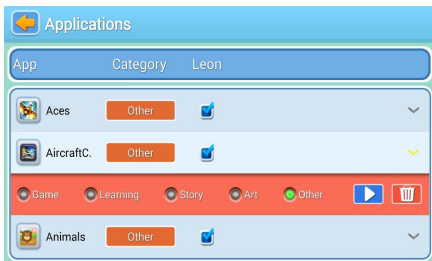 Applications
App Category Leon
Aces Other
AircraftC. Other
Game Learning Story Art Other
Animals Other